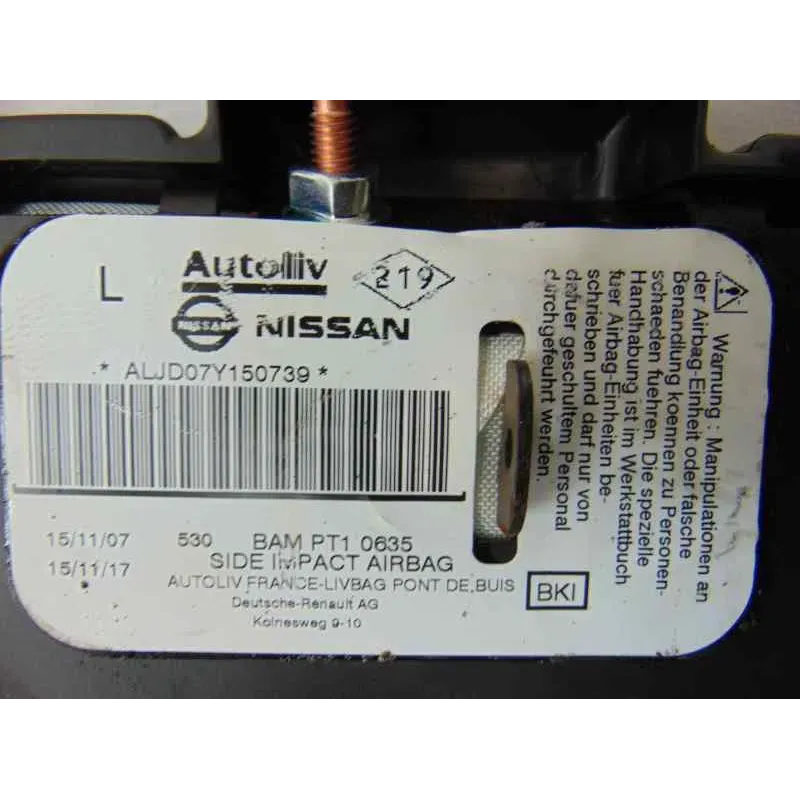 L
Autolliv
219
NISSAN
NISSAN
* ALJD07Y150739 *
15/11/07 530 BAM PT1 0635
15/11/17 SIDE IMPACT AIRBAG
AUTOLIV FRANCE-LIVBAG PONT DE BUIS
BKI
Deutsche-Renault AG
Kolnesweg 9-10
Warnung : Manipulationen an
der Airbag-Einheit oder falsche
Benandlung koennen zu Personen-
schaeden fuehren. Die spezielle
Handhabung ist im Werkstattbuch
fuer Airbag-Einheiten be-
schrieben und darf nur von
dafuer geschultem Personal
durchgefeuhrt werden.